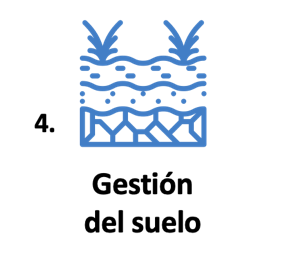 4.
Gestión
del suelo